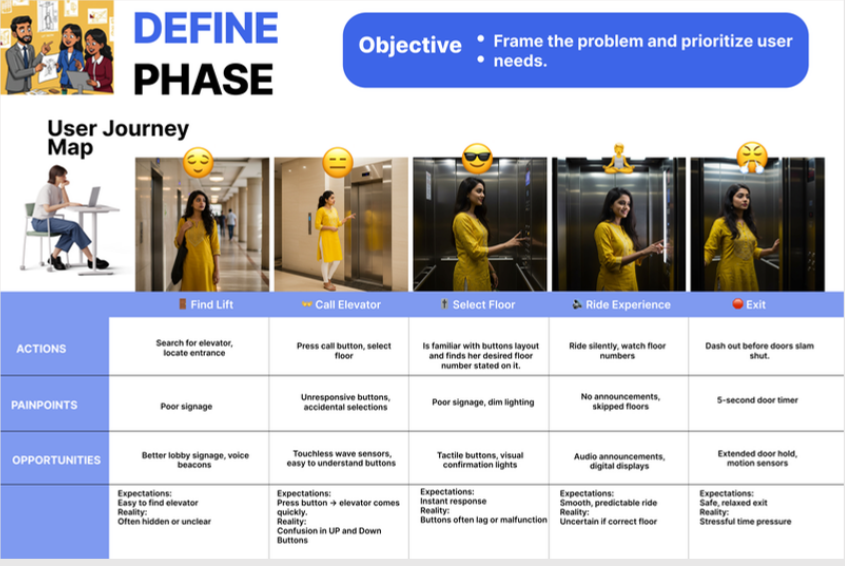 DEFINE
PHASE
Objective
Frame the problem and prioritize user
needs.
User Journey
Map
Find Lift
Call Elevator
Select Floor
Ride Experience
Exit
ACTIONS
Search for elevator,
locate entrance
Press call button, select
floor
Is familiar with buttons layout
and finds her desired floor
number stated on it.
Ride silently, watch floor
numbers
Dash out before doors slam
shut.
PAINPOINTS
Poor signage
Unresponsive buttons,
accidental selections
Poor signage, dim lighting
No announcements,
skipped floors
5-second door timer
OPPORTUNITIES
Better lobby signage, voice
beacons
Touchless wave sensors,
easy to understand buttons
Tactile buttons, visual
confirmation lights
Audio announcements,
digital displays
Extended door hold,
motion sensors
Expectations:
Easy to find elevator
Reality:
Often hidden or unclear
Expectations:
Press button → elevator comes
quickly.
Reality:
Confusion in UP and Down
Buttons
Expectations:
Instant response
Reality:
Buttons often lag or malfunction
Expectations:
Smooth, predictable ride
Reality:
Uncertain if correct floor
Expectations:
Safe, relaxed exit
Reality:
Stressful time pressure